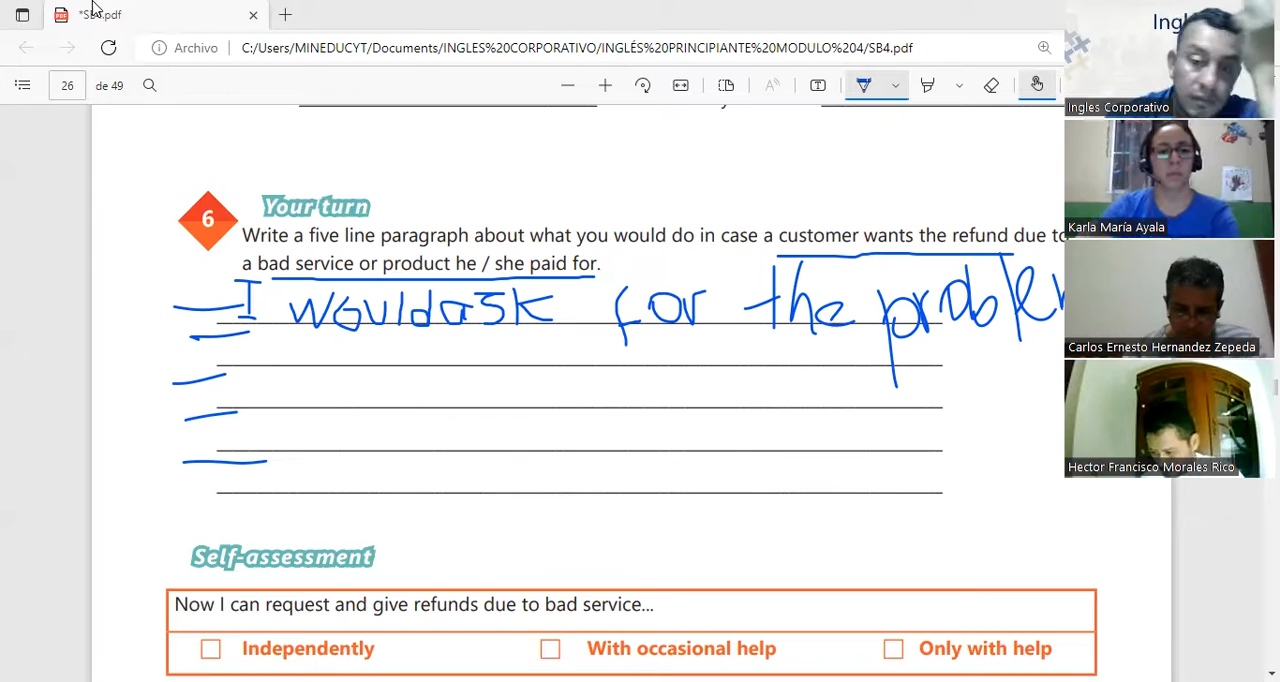 *SB4.pdf
Archivo
C:/Users/MINEDUCYT/Documents/INGLES%20CORPORATIVO/INGLÉS%20PRINCIPIANTE%20MODULO%204/SB4.pdf
26 de 49
6 Your turn
Write a five line paragraph about what you would do in case a customer wants the refund due to
a bad service or product he / she paid for.
I would ask for the problem
Self-assessment
Now I can request and give refunds due to bad service...
Independently With occasional help Only with help
Ingles Corporativo
Karla María Ayala
Carlos Ernesto Hernandez Zepeda
Hector Francisco Morales Rico